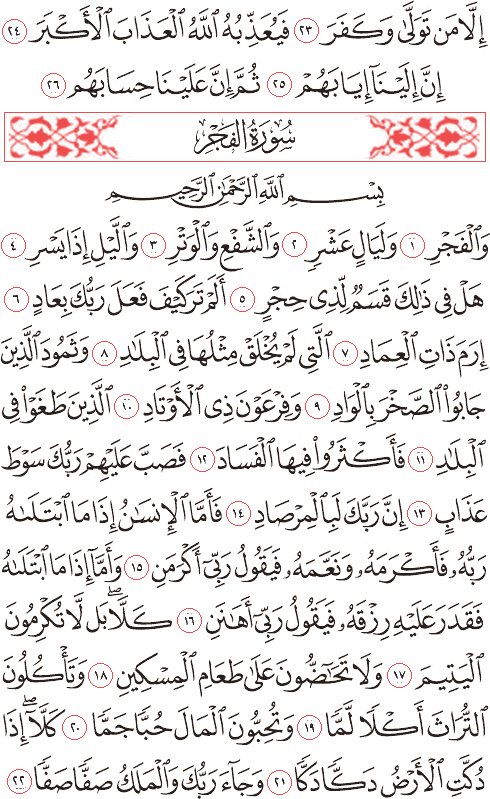 إِلَّا مَن تَوَلَّىٰ وَكَفَرَ ٢٣ فَيُعَذِّبُهُ ٱللَّهُ ٱلْعَذَابَ ٱلْأَكْبَرَ ٢٤
إِنَّ إِلَيْنَآ إِيَابَهُمْ ٢٥ ثُمَّ إِنَّ عَلَيْنَا حِسَابَهُم ٢٦
سُورَةُ الفَجْرِ
بِسْمِ ٱللَّهِ ٱلرَّحْمَٰنِ ٱلرَّحِيمِ
وَٱلْفَجْرِ ١ وَلَيَالٍ عَشْرٍ ٢ وَٱلشَّفْعِ وَٱلْوَتْرِ ٣ وَٱلَّيْلِ إِذَا يَسْرِ ٤
هَلْ فِى ذَٰلِكَ قَسَمٌ لِّذِى حِجْرٍ ٥ أَلَمْ تَرَ كَيْفَ فَعَلَ رَبُّكَ بِعَادٍ ٦
إِرَمَ ذَاتِ ٱلْعِمَادِ ٧ ٱلَّتِى لَمْ يُخْلَقْ مِثْلُهَا فِى ٱلْبِلَٰدِ ٨ وَثَمُودَ ٱلَّذِينَ
جَابُوا۟ ٱلصَّخْرَ بِٱلْوَادِ ٩ وَفِرْعَوْنَ ذِى ٱلْأَوْتَادِ ١٠ ٱلَّذِينَ طَغَوْا۟ فِى
ٱلْبِلَٰدِ ١١ فَأَكْثَرُوا۟ فِيهَا ٱلْفَسَادَ ١٢ فَصَبَّ عَلَيْهِمْ رَبُّكَ سَوْطَ
عَذَابٍ ١٣ إِنَّ رَبَّكَ لَبِٱلْمِرْصَادِ ١٤ فَأَمَّا ٱلْإِنسَٰنُ إِذَا مَا ٱبْتَلَىٰهُ
رَبُّهُۥ فَأَكْرَمَهُۥ وَنَعَّمَهُۥ فَيَقُولُ رَبِّىٓ أَكْرَمَنِ ١٥ وَأَمَّآ إِذَا مَا ٱبْتَلَىٰهُ
فَقَدَرَ عَلَيْهِ رِزْقَهُۥ فَيَقُولُ رَبِّىٓ أَهَٰنَنِ ١٦ كَلَّا ۖ بَل لَّا تُكْرِمُونَ
ٱلْيَتِيمَ ١٧ وَلَا تَحَٰٓضُّونَ عَلَىٰ طَعَامِ ٱلْمِسْكِينِ ١٨ وَتَأْكُلُونَ
ٱلتُّرَاثَ أَكْلًا لَّمًّا ١٩ وَتُحِبُّونَ ٱلْمَالَ حُبًّا جَمًّا ٢٠ كَلَّآ ۖ إِذَا
دُكَّتِ ٱلْأَرْضُ دَكًّا دَكًّا ٢١ وَجَآءَ رَبُّكَ وَٱلْمَلَكُ صَفًّا صَفًّا ٢٢